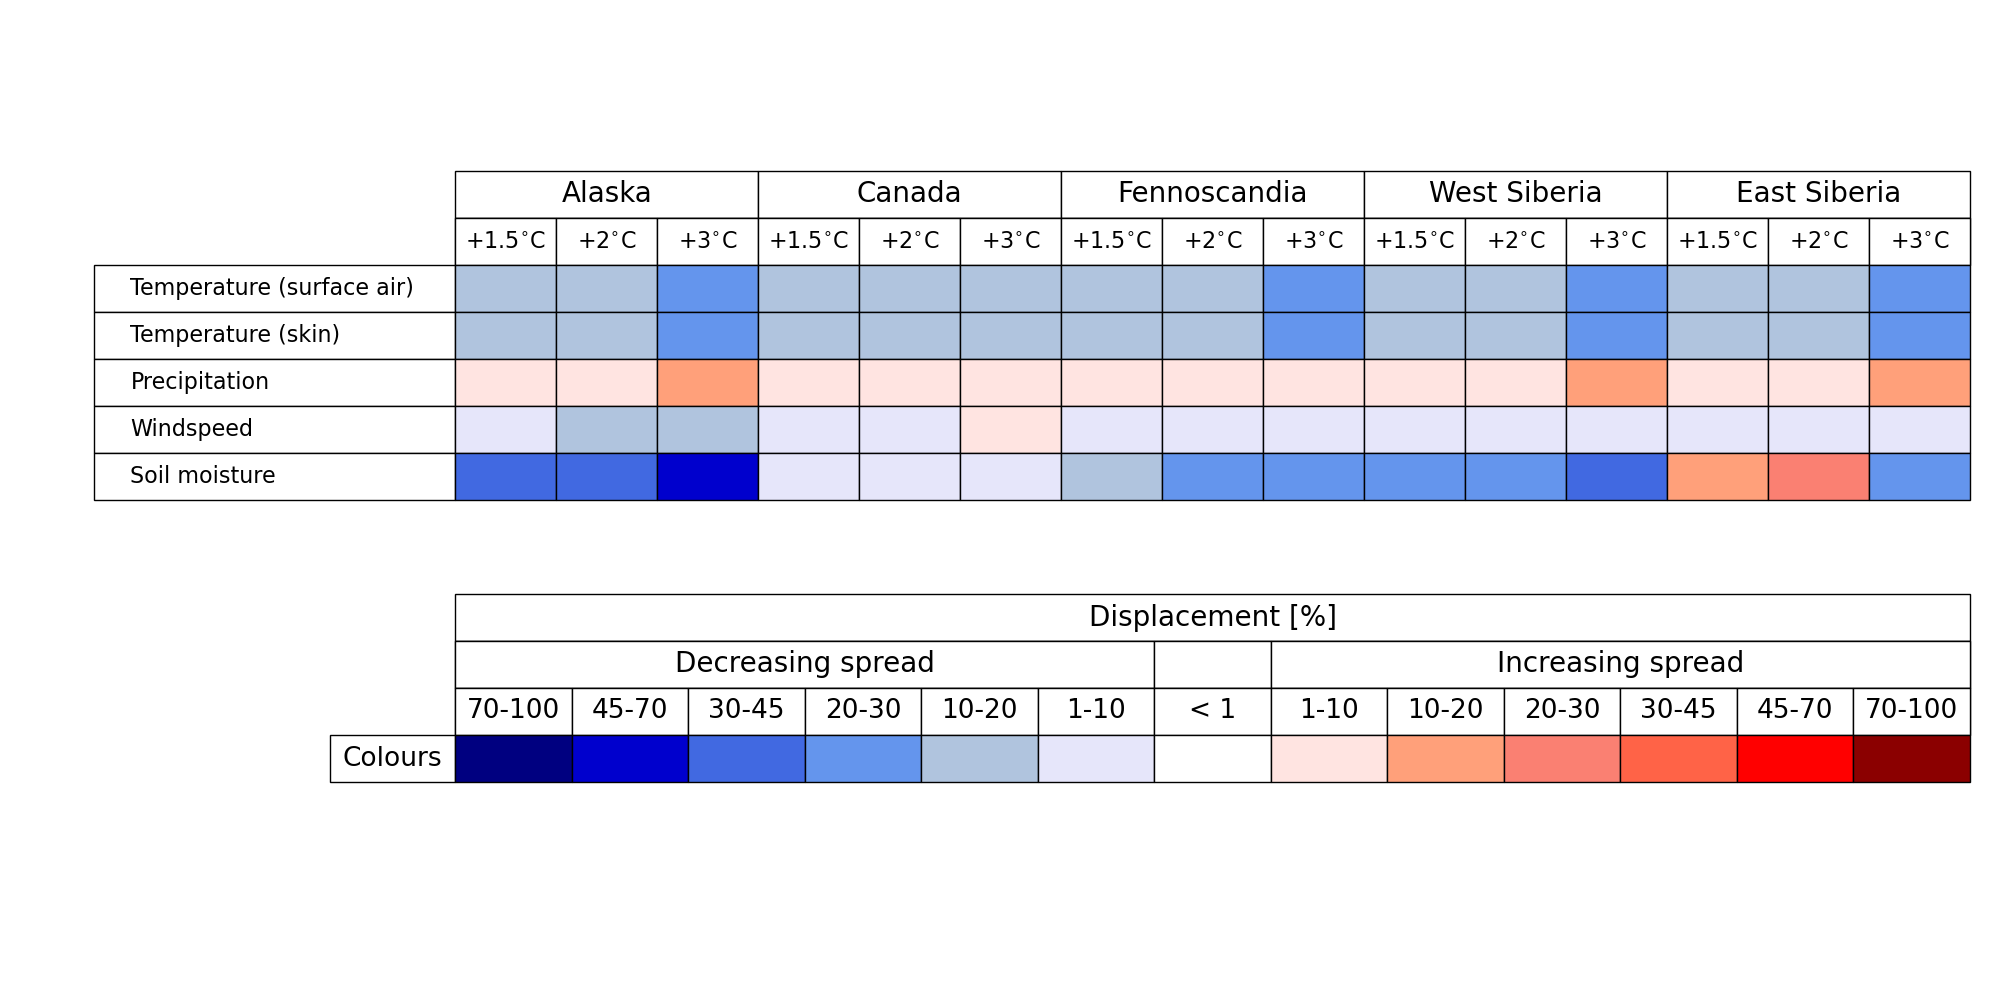 Alaska Canada Fennoscandia West Siberia East Siberia
+1.5°C +2°C +3°C +1.5°C +2°C +3°C +1.5°C +2°C +3°C +1.5°C +2°C +3°C +1.5°C +2°C +3°C
Temperature (surface air)
Temperature (skin)
Precipitation
Windspeed
Soil moisture
Displacement [%]
Decreasing spread Increasing spread
70-100 45-70 30-45 20-30 10-20 1-10 < 1 1-10 10-20 20-30 30-45 45-70 70-100
Colours